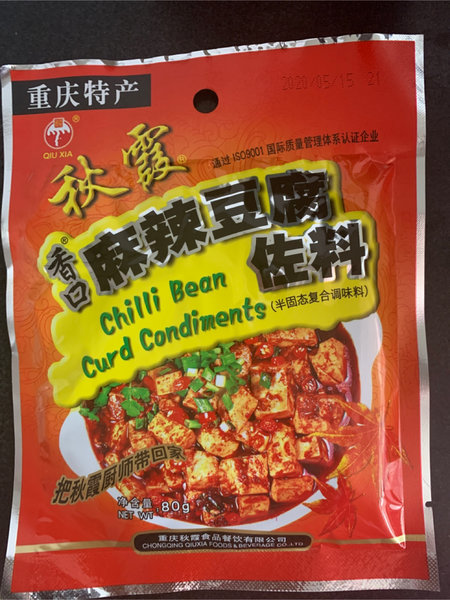 重庆特产
2020/05/15 21
QIU XIA
秋霞®
通过ISO9001国际质量管理体系认证企业
香口®
麻辣豆腐
佐料
Chilli Bean
Curd Condiments
(半固态复合调味料)
把秋霞厨师带回家
净含量: 80g
NET WT
重庆秋霞食品餐饮有限公司
CHONGQING QIUXIA FOODS & BEVERAGE CO.,LTD